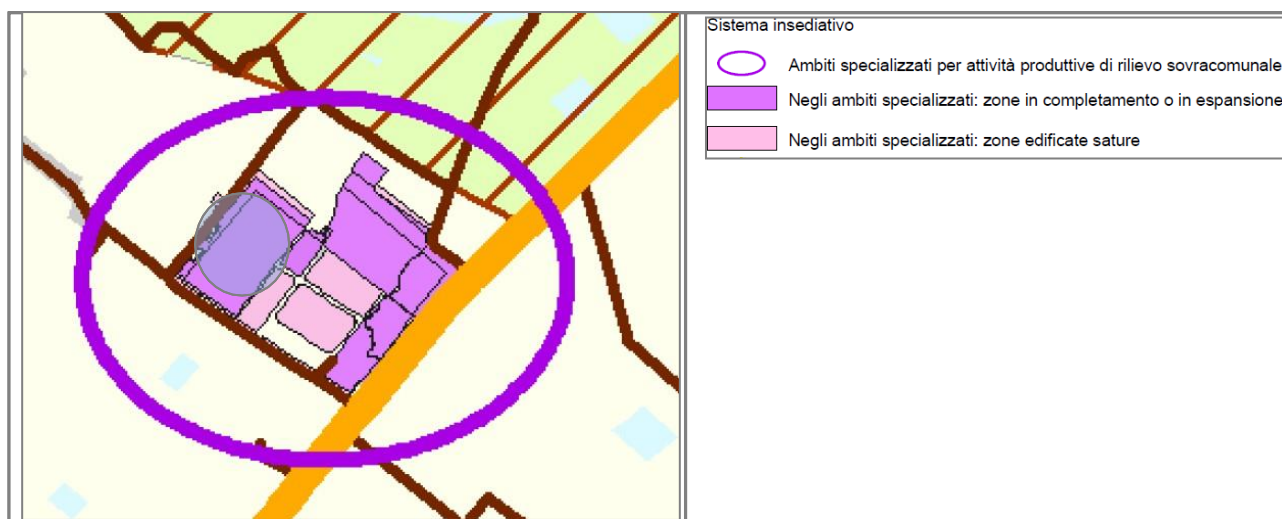 Sistema insediativo
Ambiti specializzati per attività produttive di rilievo sovracomunale
Negli ambiti specializzati: zone in completamento o in espansione
Negli ambiti specializzati: zone edificate sature